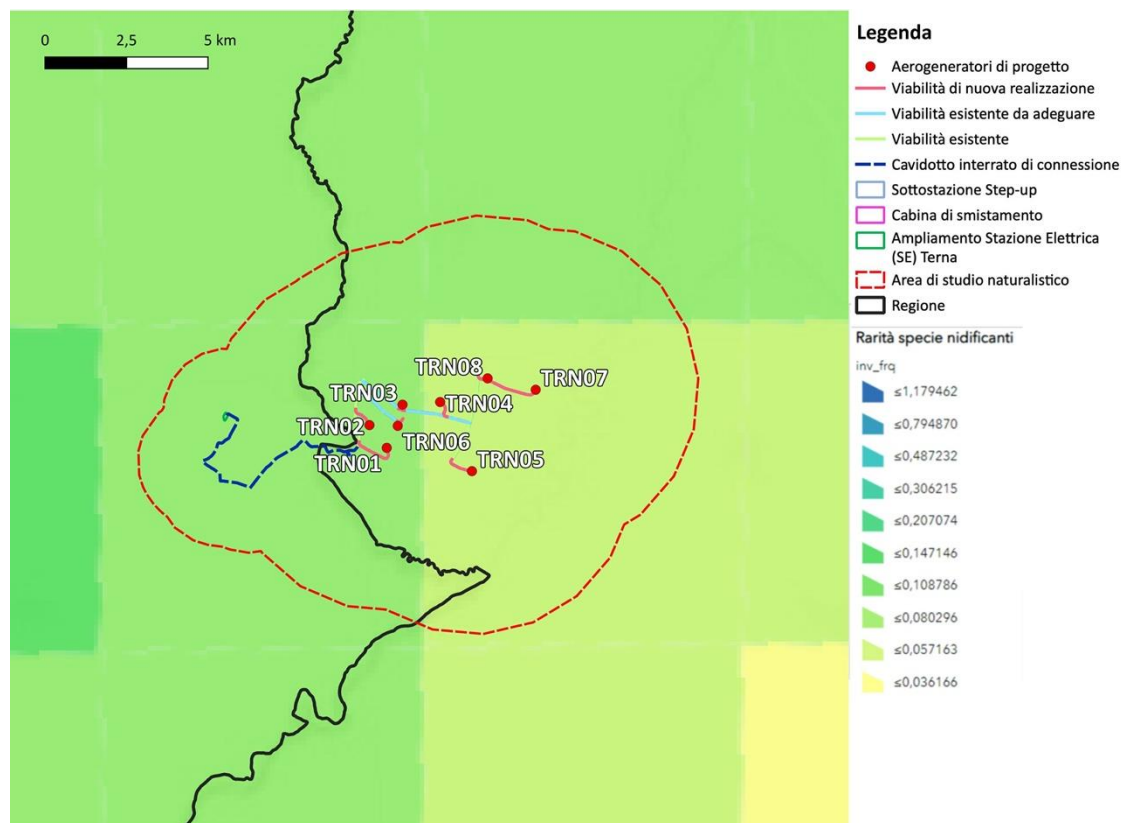 0 2,5 5 km
TRN08
TRN07
TRN03
TRN04
TRN02
TRN06
TRN01
TRN05
Legenda
Aerogeneratori di progetto
Viabilità di nuova realizzazione
Viabilità esistente da adeguare
Viabilità esistente
Cavidotto interrato di connessione
Sottostazione Step-up
Cabina di smistamento
Ampliamento Stazione Elettrica
(SE) Terna
Area di studio naturalistico
Regione
Rarità specie nidificanti
inv_frq
≤1,179462
≤0,794870
≤0,487232
≤0,306215
≤0,207074
≤0,147146
≤0,108786
≤0,080296
≤0,057163
≤0,036166